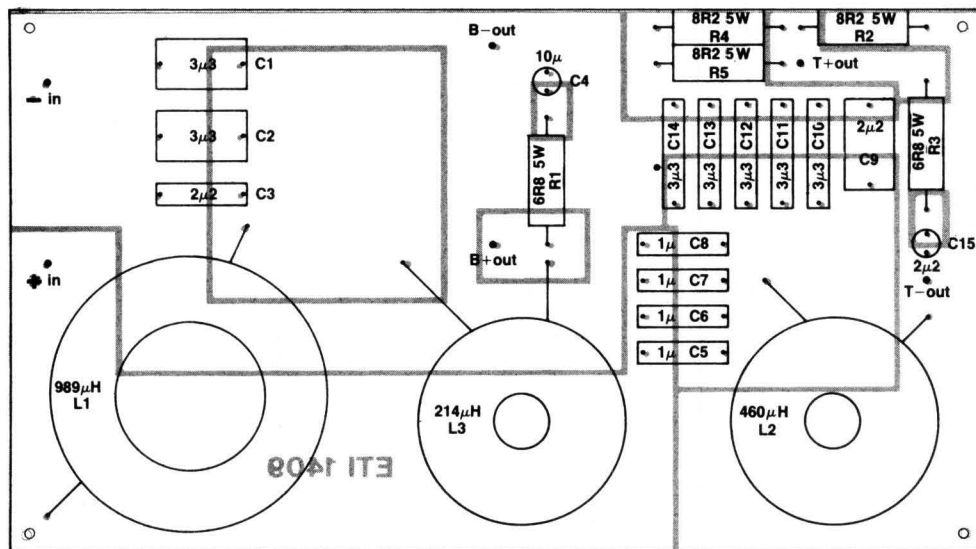 B–out
8R2 5W
R4
8R2 5W
R2
8R2 5W
R5
T+out
3μ3 C1
10μ
C4
– in
3μ3 C2
6R8 5W
R1
C14
3μ3
C13
3μ3
C12
3μ3
C11
3μ3
C10
3μ3
2μ2
C9
6R8 5W
R3
2μ2 C3
+ in
B+out
1μ C8
C15
2μ2
T–out
1μ C7
1μ C6
1μ C5
989μH
L1
214μH
L3
460μH
L2
ETI 1409